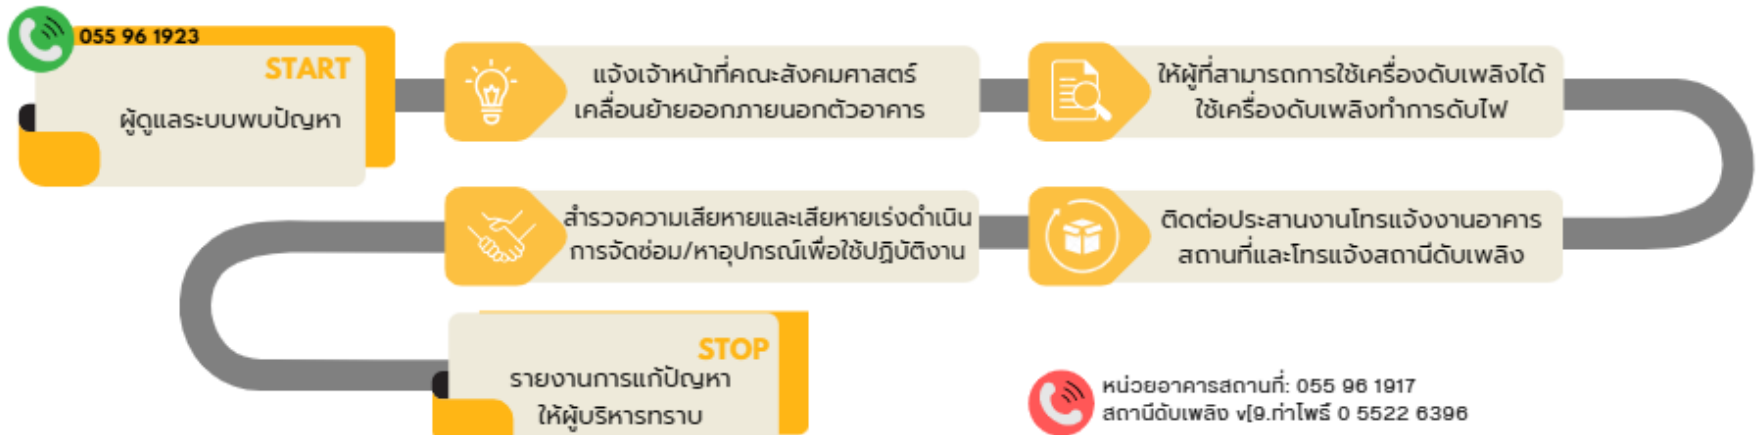 055 96 1923
START
ผู้ดูแลระบบพบปัญหา
แจ้งเจ้าหน้าที่คณะสังคมศาสตร์
เคลื่อนย้ายออกภายนอกตัวอาคาร
ให้ผู้ที่สามารถการใช้เครื่องดับเพลิงได้
ใช้เครื่องดับเพลิงทำการดับไฟ
ติดต่อประสานงานโทรแจ้งงานอาคาร
สถานที่และโทรแจ้งสถานีดับเพลิง
สำรวจความเสียหายและเสียหายเร่งดำเนิน
การจัดซ่อม/หาอุปกรณ์เพื่อใช้ปฏิบัติงาน
STOP
รายงานการแก้ปัญหา
ให้ผู้บริหารทราบ
หน่วยอาคารสถานที่: 055 96 1917
สถานีดับเพลิง v[9.ท่าโพธิ์ 0 5522 6396